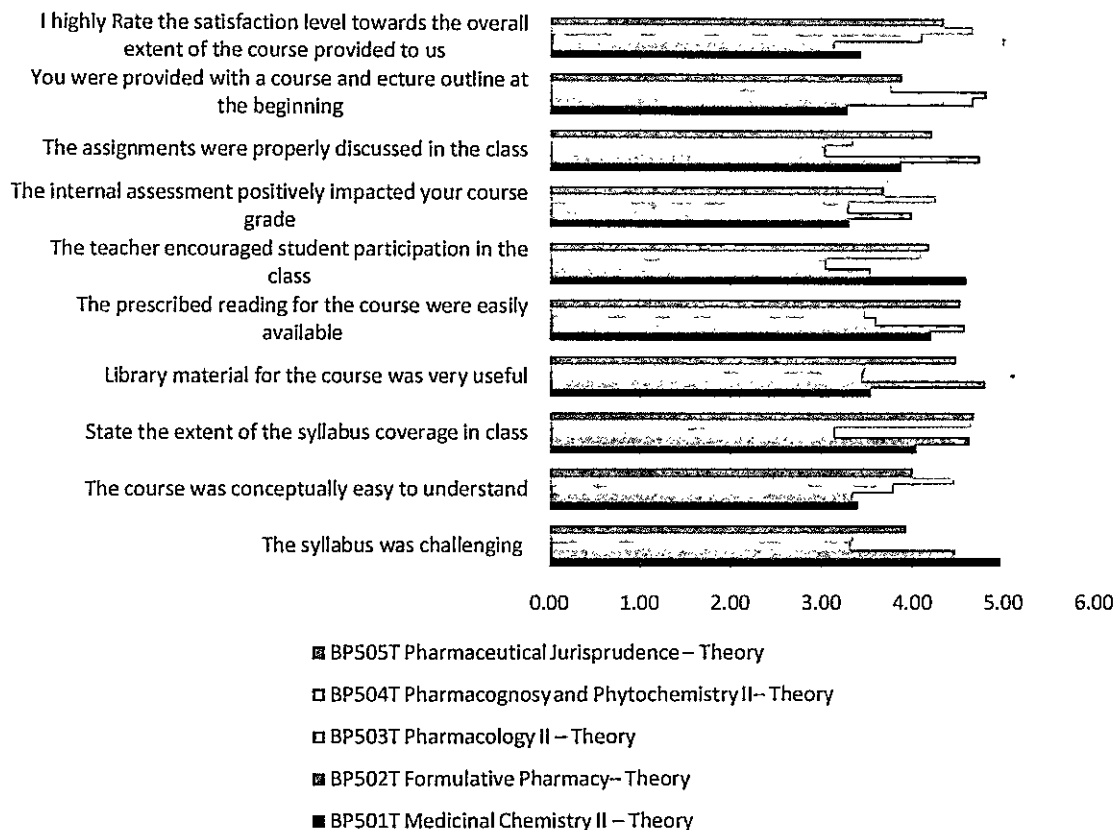 I highly Rate the satisfaction level towards the overall
extent of the course provided to us
You were provided with a course and ecture outline at
the beginning
The assignments were properly discussed in the class
The internal assessment positively impacted your course
grade
The teacher encouraged student participation in the
class
The prescribed reading for the course were easily
available
Library material for the course was very useful
State the extent of the syllabus coverage in class
The course was conceptually easy to understand
The syllabus was challenging
0.00 1.00 2.00 3.00 4.00 5.00 6.00
BP505T Pharmaceutical Jurisprudence – Theory
BP504T Pharmacognosy and Phytochemistry II– Theory
BP503T Pharmacology II – Theory
BP502T Formulative Pharmacy– Theory
BP501T Medicinal Chemistry II – Theory